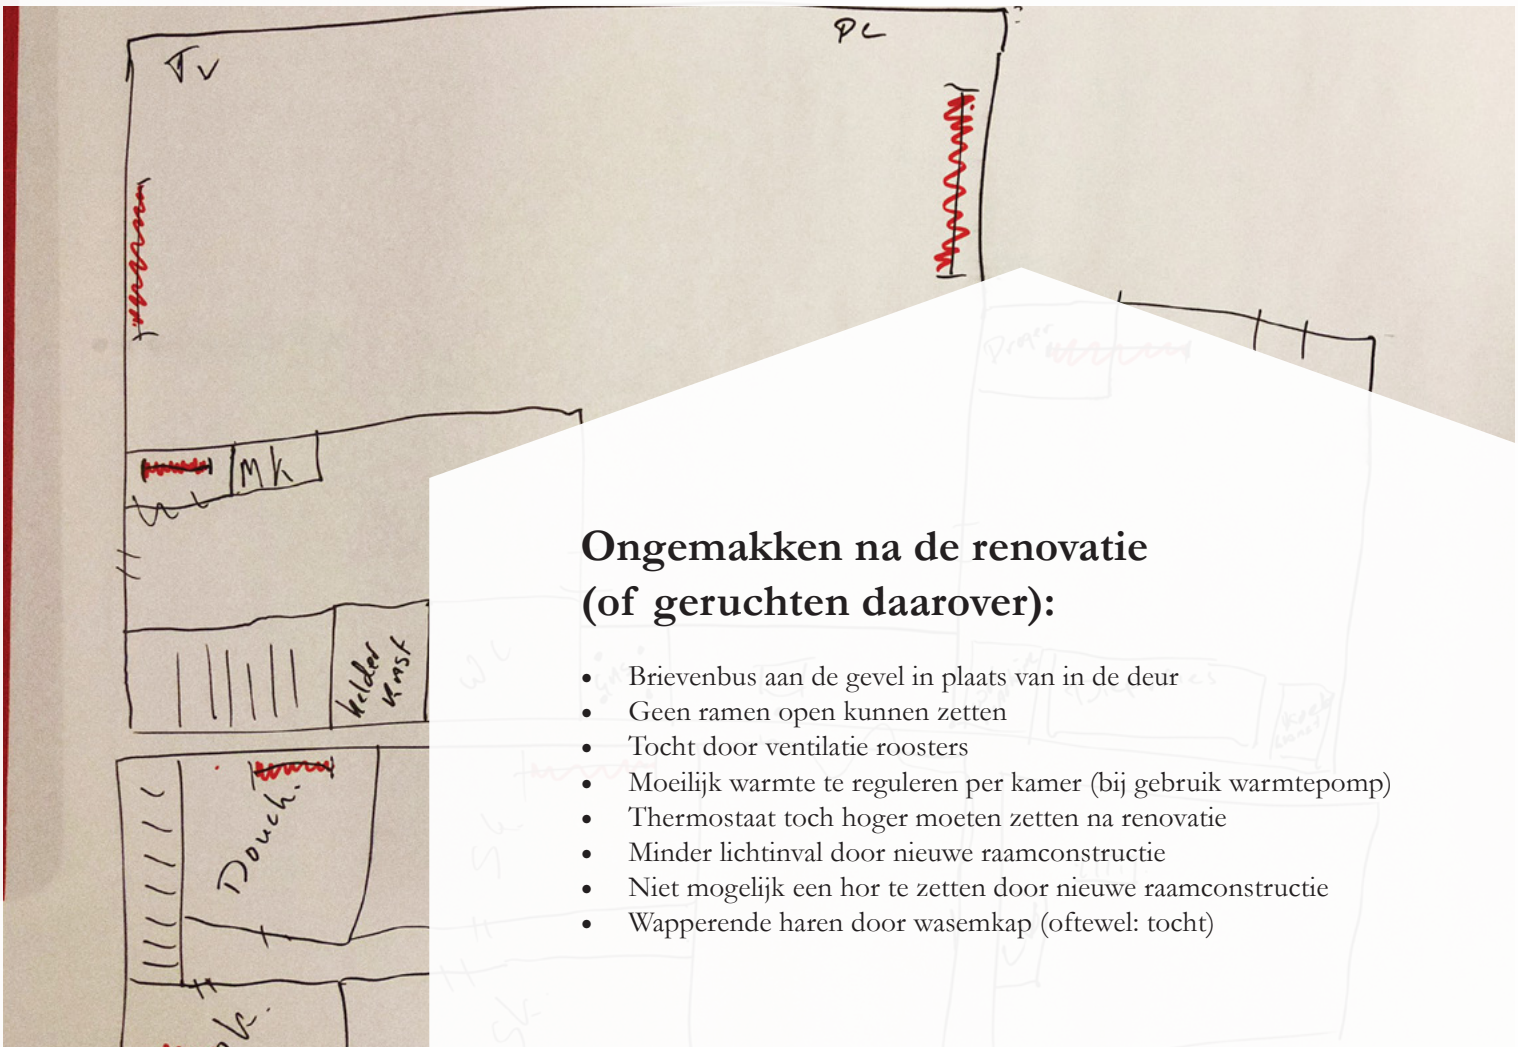 TV
PL
Droger
MK
Kelder
Kast
Douch.
Ongemakken na de renovatie
(of geruchten daarover):
• Brievenbus aan de gevel in plaats van in de deur
• Geen ramen open kunnen zetten
• Tocht door ventilatie roosters
• Moeilijk warmte te reguleren per kamer (bij gebruik warmtepomp)
• Thermostaat toch hoger moeten zetten na renovatie
• Minder lichtinval door nieuwe raamconstructie
• Niet mogelijk een hor te zetten door nieuwe raamconstructie
• Wapperende haren door wasemkap (oftewel: tocht)